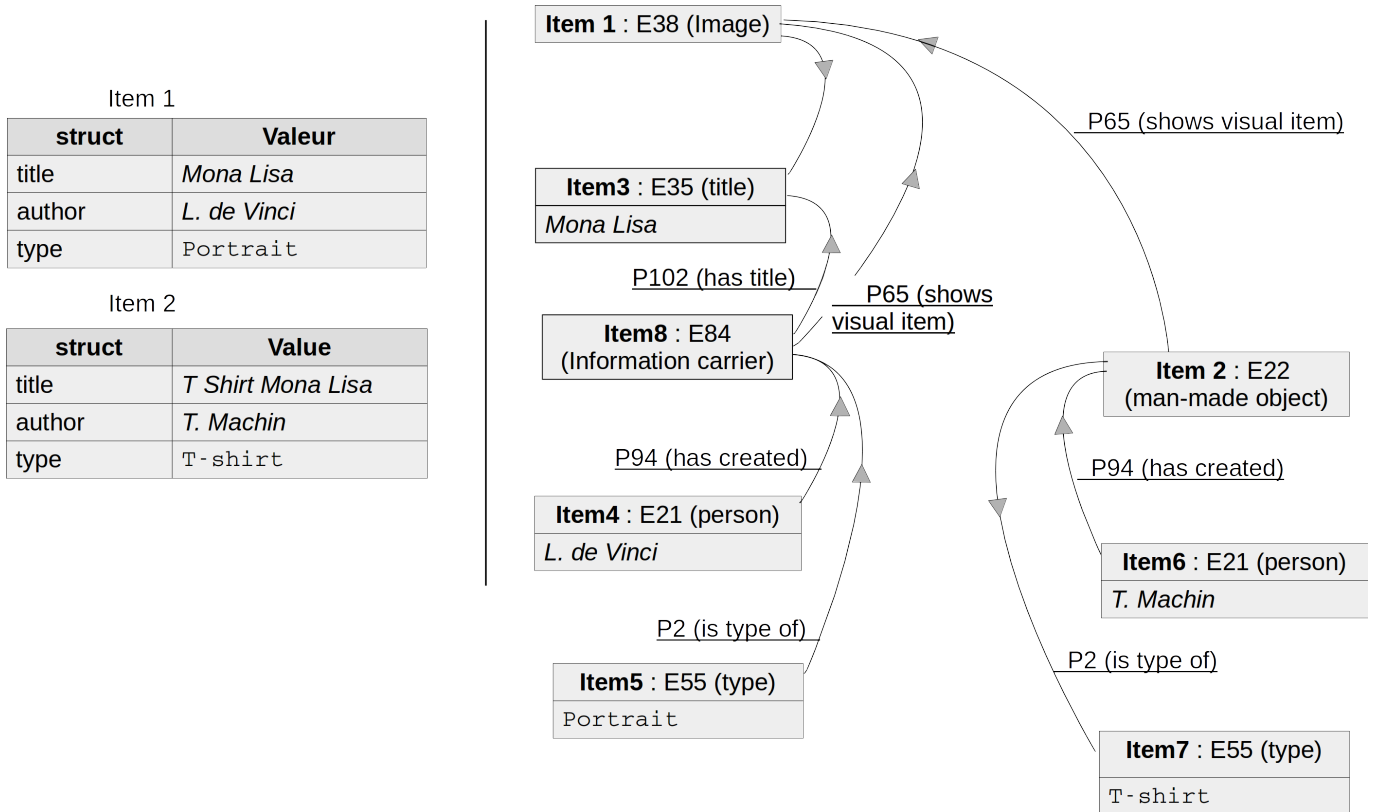 Item 1
struct Valeur
title Mona Lisa
author L. de Vinci
type Portrait
Item 2
struct Value
title T Shirt Mona Lisa
author T. Machin
type T-shirt
Item 1 : E38 (Image)
P65 (shows visual item)
Item3 : E35 (title)
Mona Lisa
P102 (has title)
P65 (shows
visual item)
Item8 : E84
(Information carrier)
Item 2 : E22
(man-made object)
P94 (has created)
P94 (has created)
Item4 : E21 (person)
L. de Vinci
Item6 : E21 (person)
T. Machin
P2 (is type of)
P2 (is type of)
Item5 : E55 (type)
Portrait
Item7 : E55 (type)
T-shirt